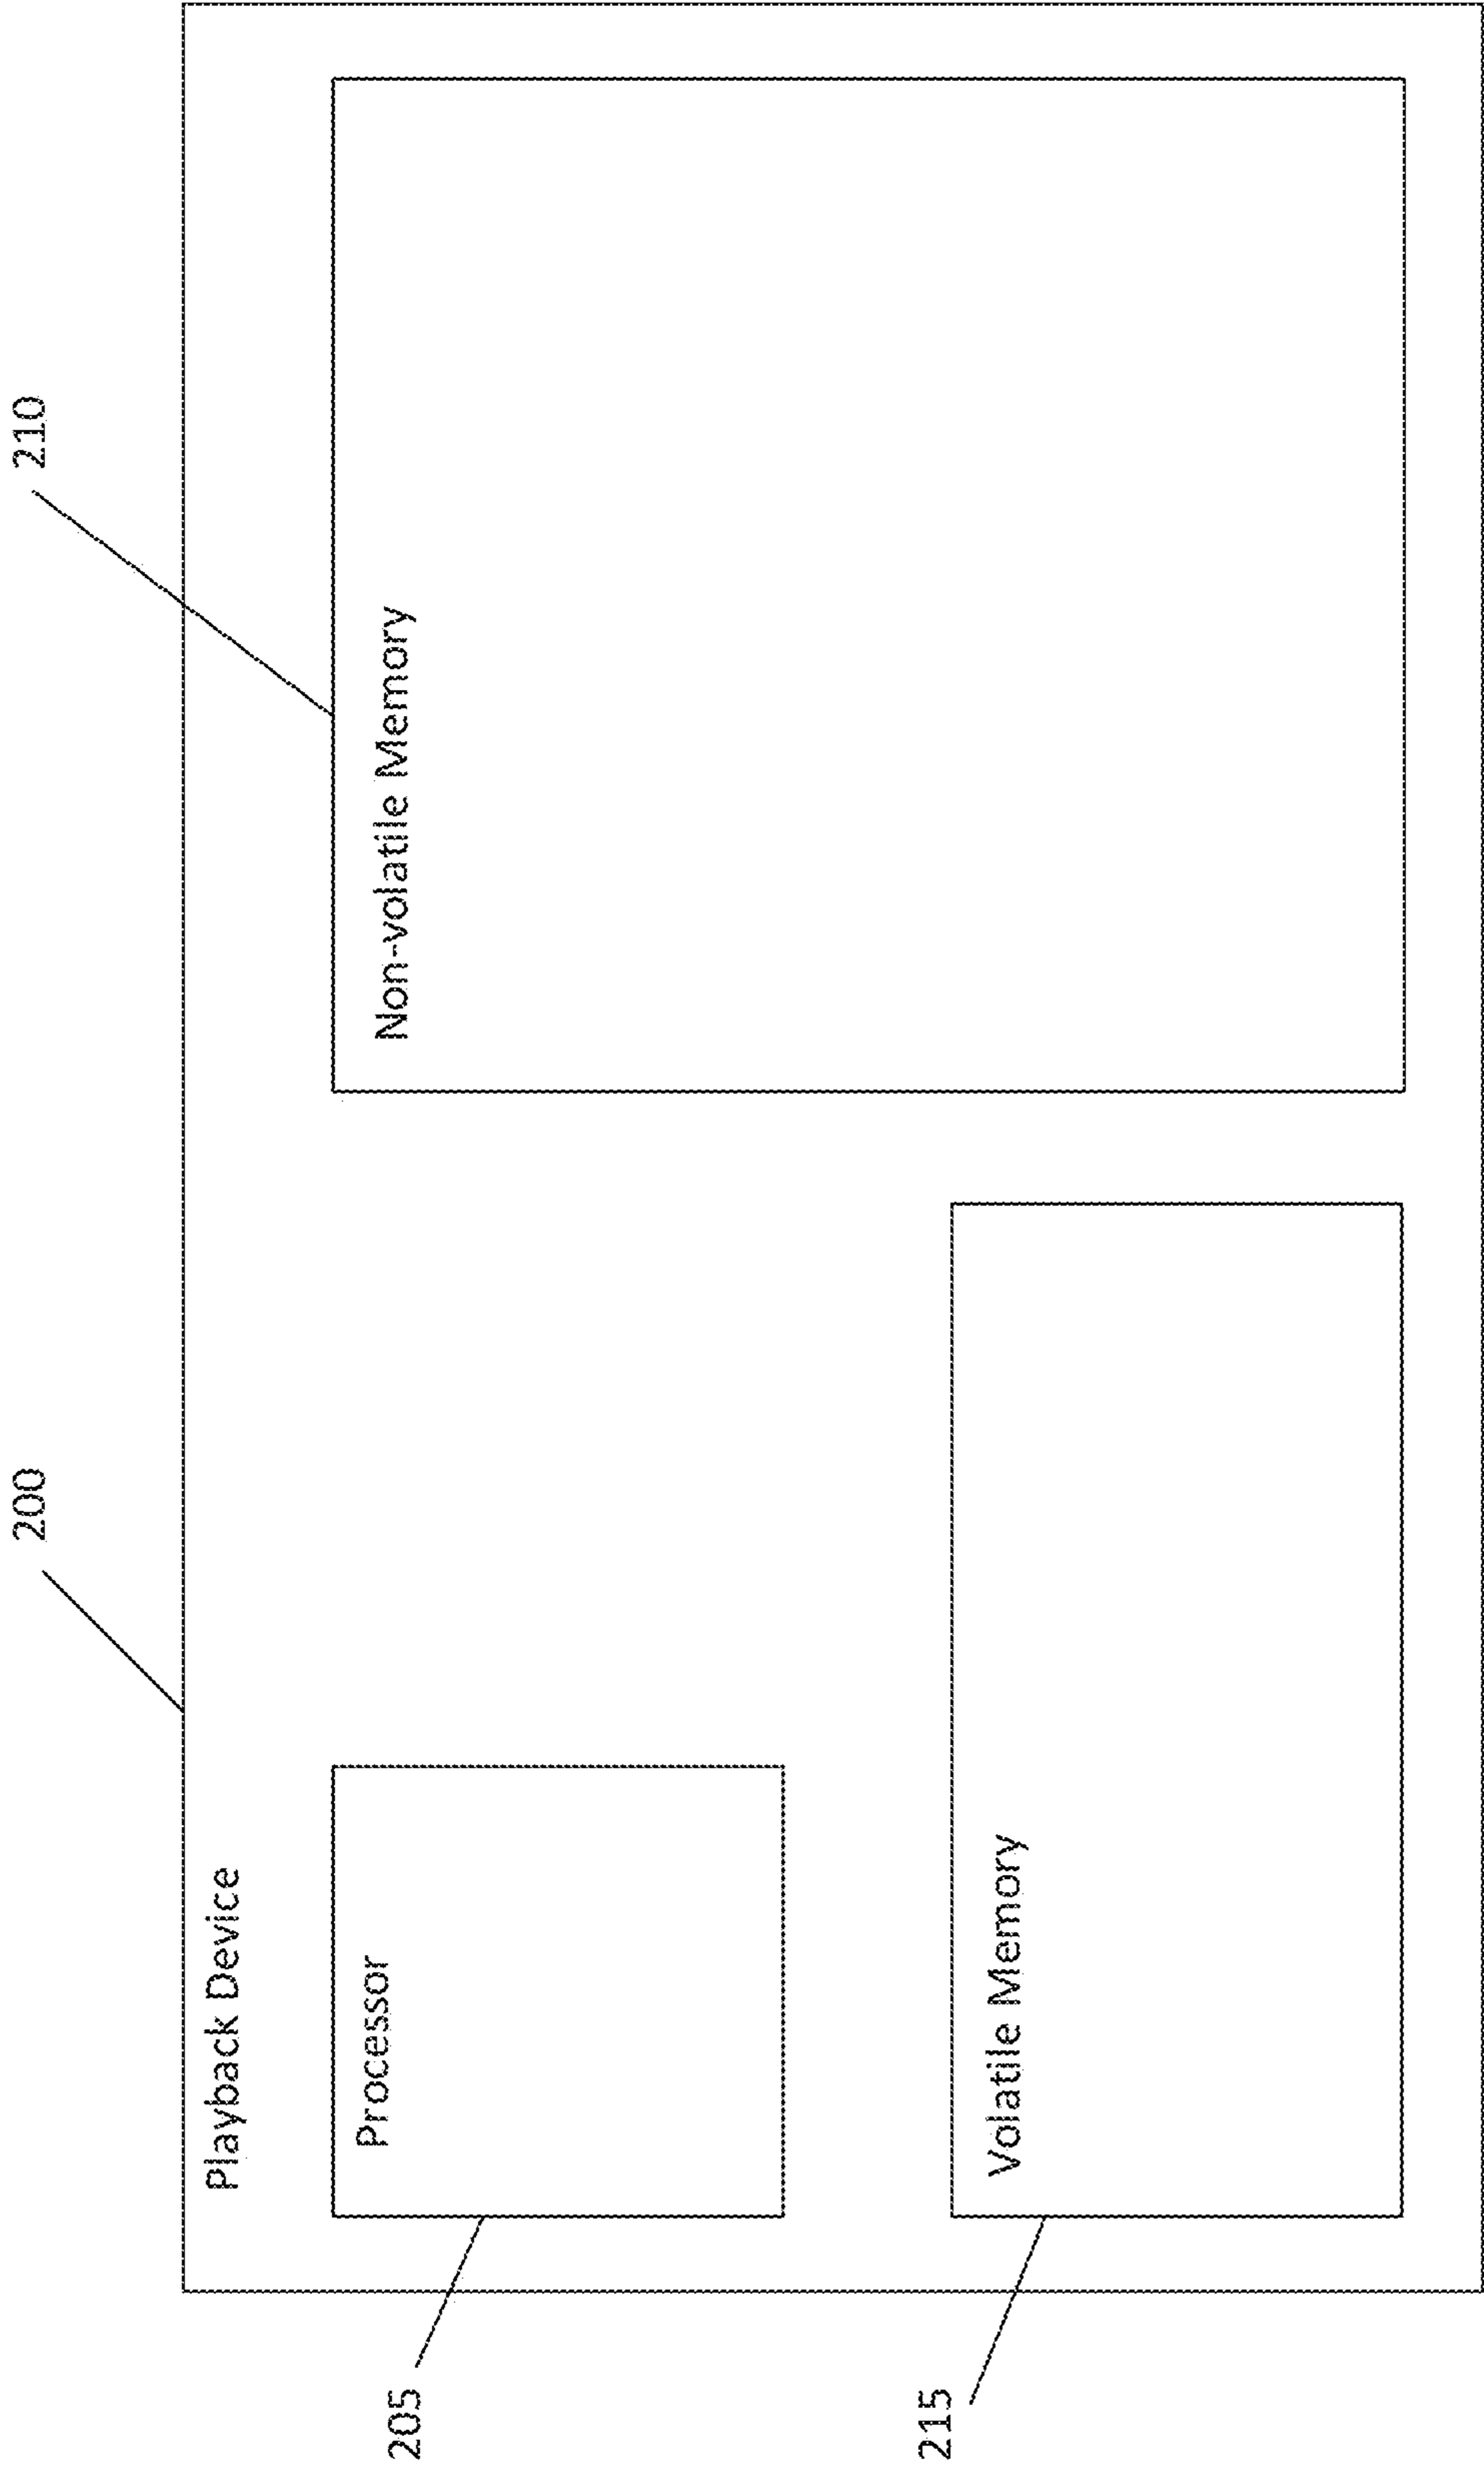 200
210
Playback Device
205
Processor
Non-volatile Memory
215
Volatile Memory